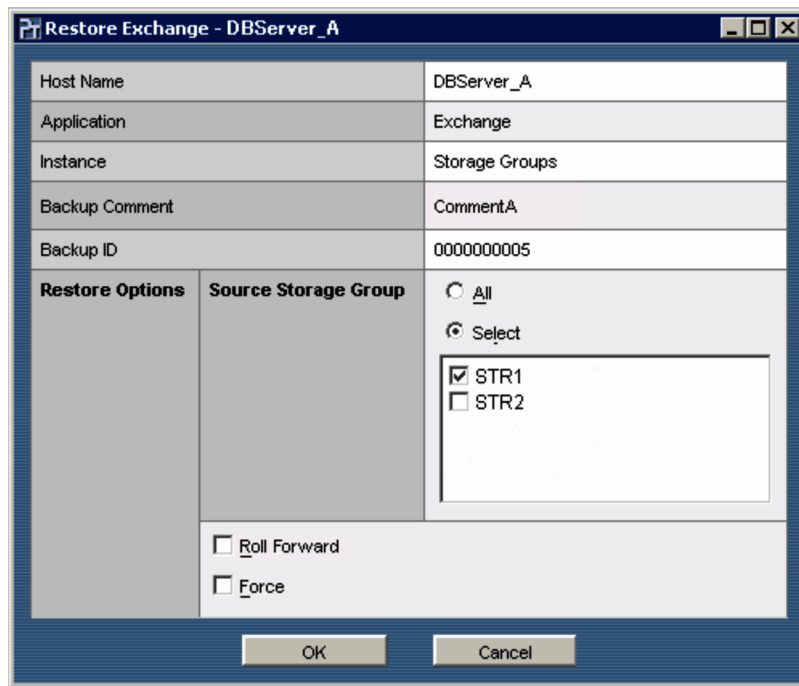 Restore Exchange - DBServer_A
Host Name DBServer_A
Application Exchange
Instance Storage Groups
Backup Comment CommentA
Backup ID 0000000005
Restore Options Source Storage Group All
Select
STR1
STR2
Roll Forward
Force
OK Cancel